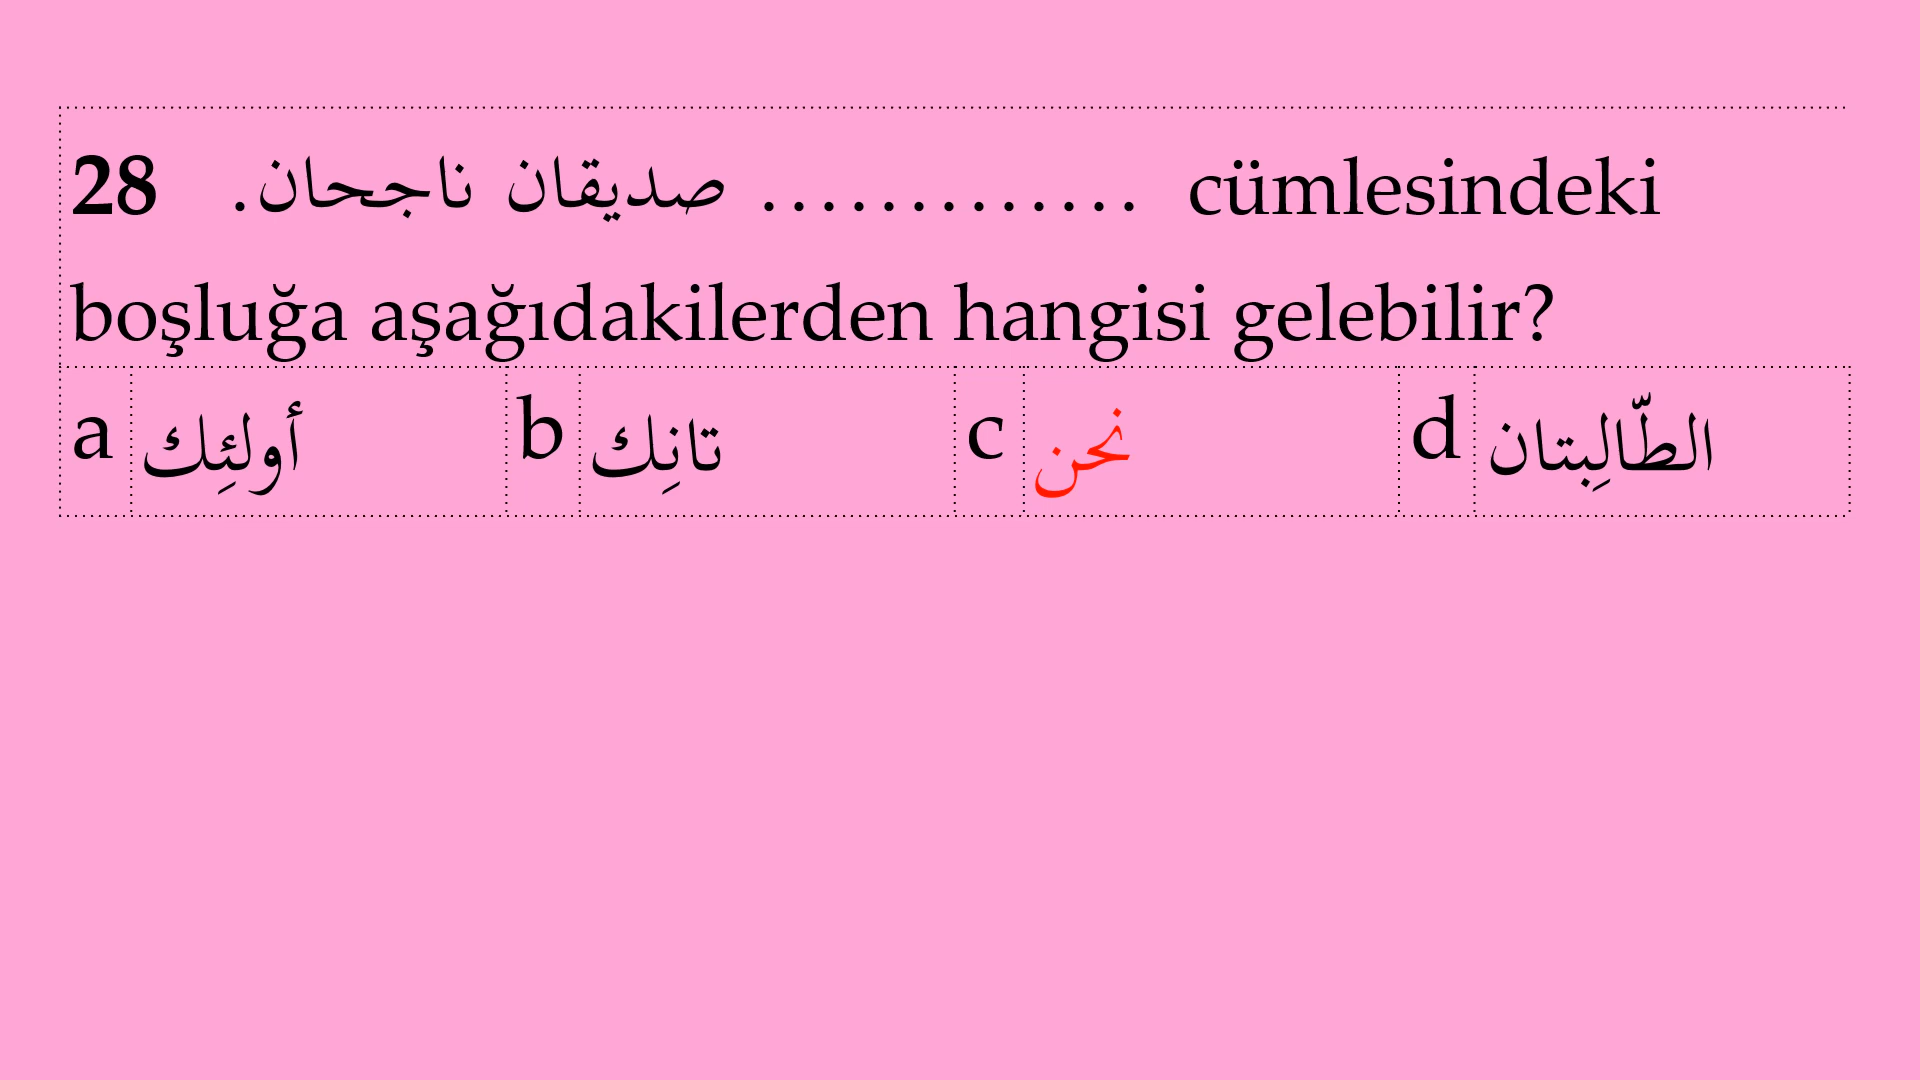 28 ............. صديقان ناجحان. cümlesindeki
boşluğa aşağıdakilerden hangisi gelebilir?
a أولئِك b تانِك c نحن d الطّالِبتان